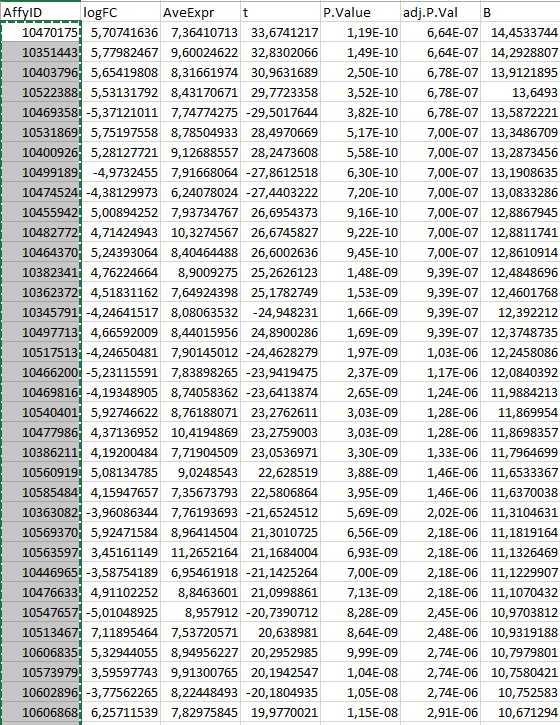 AffyID logFC AveExpr t P.Value adj.P.Val B
10470175 5,70741636 7,36410713 33,6741217 1,19E-10 6,64E-07 14,4533744
10351443 5,77982467 9,60024622 32,8302066 1,49E-10 6,64E-07 14,2928807
10403796 5,65419808 8,31661974 30,9631689 2,50E-10 6,78E-07 13,9121895
10522388 5,53131792 8,43170671 29,7723358 3,52E-10 6,78E-07 13,6493
10469358 -5,37121011 7,74774275 -29,5017644 3,82E-10 6,78E-07 13,5872221
10531869 5,75197558 8,78504933 28,4970669 5,17E-10 7,00E-07 13,3486709
10400926 5,28127721 9,12688557 28,2473608 5,58E-10 7,00E-07 13,2873456
10499189 -4,9732455 7,91668064 -27,8612518 6,30E-10 7,00E-07 13,1908635
10474524 -4,38129973 6,24078024 -27,4403222 7,20E-10 7,00E-07 13,0833286
10455942 5,00894252 7,93734767 26,6954373 9,16E-10 7,00E-07 12,8867945
10482772 4,71424943 10,3274567 26,6745827 9,22E-10 7,00E-07 12,8811741
10464370 5,24393064 8,40464488 26,6002636 9,45E-10 7,00E-07 12,8610914
10382341 4,76224664 8,9009275 25,2626123 1,48E-09 9,39E-07 12,4848696
10362372 4,51831162 7,64924398 25,1782749 1,53E-09 9,39E-07 12,4601768
10345791 -4,24641517 8,08063532 -24,948231 1,66E-09 9,39E-07 12,392212
10497713 4,66592009 8,44015956 24,8900286 1,69E-09 9,39E-07 12,3748735
10517513 -4,24650481 7,90145012 -24,4628279 1,97E-09 1,03E-06 12,2458086
10466200 -5,23115591 7,83898265 -23,9419475 2,37E-09 1,17E-06 12,0840392
10469816 -4,19348905 8,74058362 -23,6413874 2,65E-09 1,24E-06 11,9884213
10540401 5,92746622 8,76188071 23,2762611 3,03E-09 1,28E-06 11,869954
10477986 4,37136952 10,4194869 23,2759003 3,03E-09 1,28E-06 11,8698357
10386211 4,19200484 7,71904509 23,0536971 3,30E-09 1,33E-06 11,7964699
10560919 5,08134785 9,0248543 22,628519 3,88E-09 1,46E-06 11,6533367
10585484 4,15947657 7,35673793 22,5806864 3,95E-09 1,46E-06 11,6370038
10363082 -3,96086344 7,76193693 -21,6524512 5,69E-09 2,02E-06 11,3104631
10569370 5,92471584 8,96414504 21,3010725 6,56E-09 2,18E-06 11,1819164
10563597 3,45161149 11,2652164 21,1684004 6,93E-09 2,18E-06 11,1326469
10446965 -3,58754189 6,95461918 -21,1425264 7,00E-09 2,18E-06 11,1229907
10476633 4,91102252 8,8463601 21,0998861 7,13E-09 2,18E-06 11,1070432
10547657 -5,01048925 8,957912 -20,7390712 8,28E-09 2,45E-06 10,9703812
10513467 7,11895464 7,53720571 20,638981 8,64E-09 2,48E-06 10,9319188
10606835 5,32944055 8,94956227 20,2952985 9,99E-09 2,74E-06 10,7979801
10573979 3,59597743 9,91300765 20,1942547 1,04E-08 2,74E-06 10,7580421
10602896 -3,77562265 8,22448493 -20,1804935 1,05E-08 2,74E-06 10,752583
10606868 6,25711539 7,82975845 19,9770021 1,15E-08 2,91E-06 10,671294